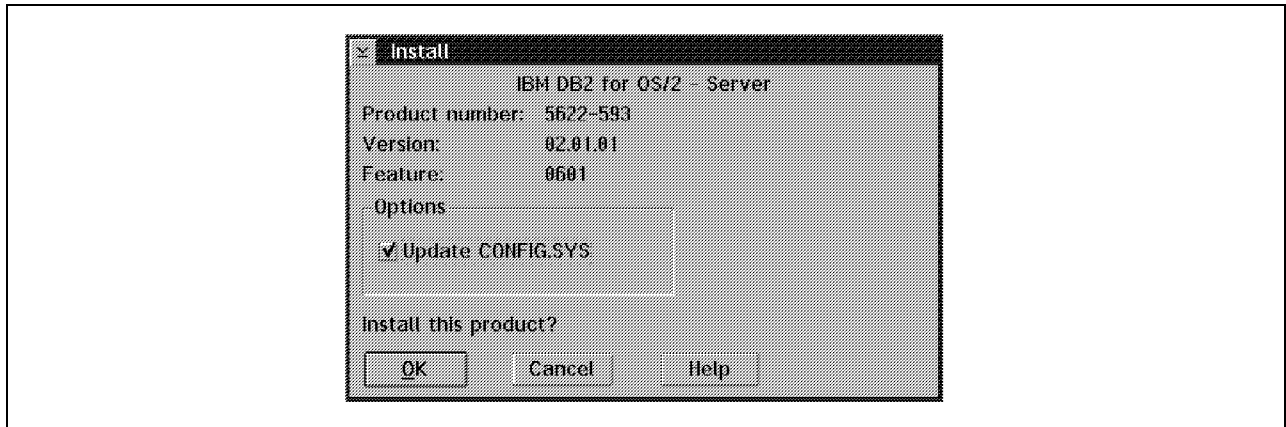 Install
IBM DB2 for OS/2 - Server
Product number: 5622-593
Version: 02.01.01
Feature: 0601
Options
Update CONFIG.SYS
Install this product?
OK Cancel Help